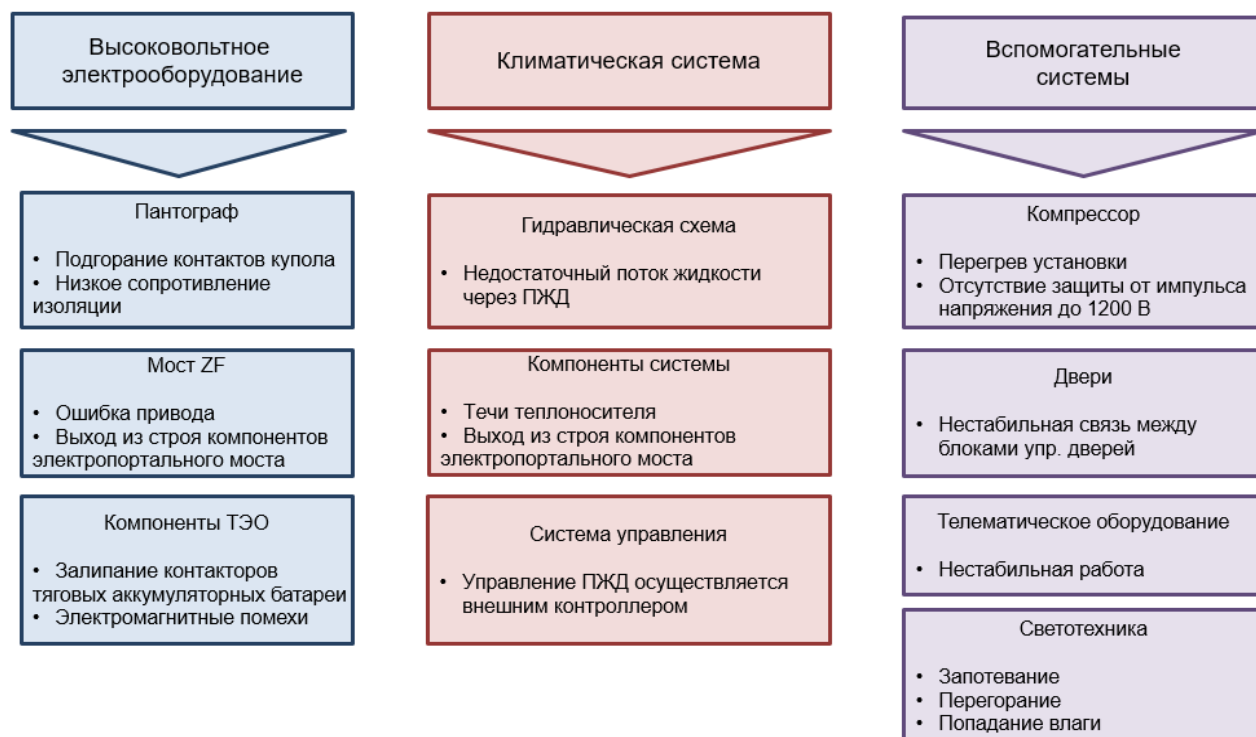 Высоковольтное
электрооборудование
Пантограф
• Подгорание контактов купола
• Низкое сопротивление
изоляции
Мост ZF
• Ошибка привода
• Выход из строя компонентов
электропортального моста
Компоненты ТЭО
• Залипание контакторов
тяговых аккумуляторных батареи
• Электромагнитные помехи
Климатическая система
Гидравлическая схема
• Недостаточный поток жидкости
через ПЖД
Компоненты системы
• Течи теплоносителя
• Выход из строя компонентов
электропортального моста
Система управления
• Управление ПЖД осуществляется
внешним контроллером
Вспомогательные
системы
Компрессор
• Перегрев установки
• Отсутствие защиты от импульса
напряжения до 1200 В
Двери
• Нестабильная связь между
блоками упр. дверей
Телематическое оборудование
• Нестабильная работа
Светотехника
• Запотевание
• Перегорание
• Попадание влаги